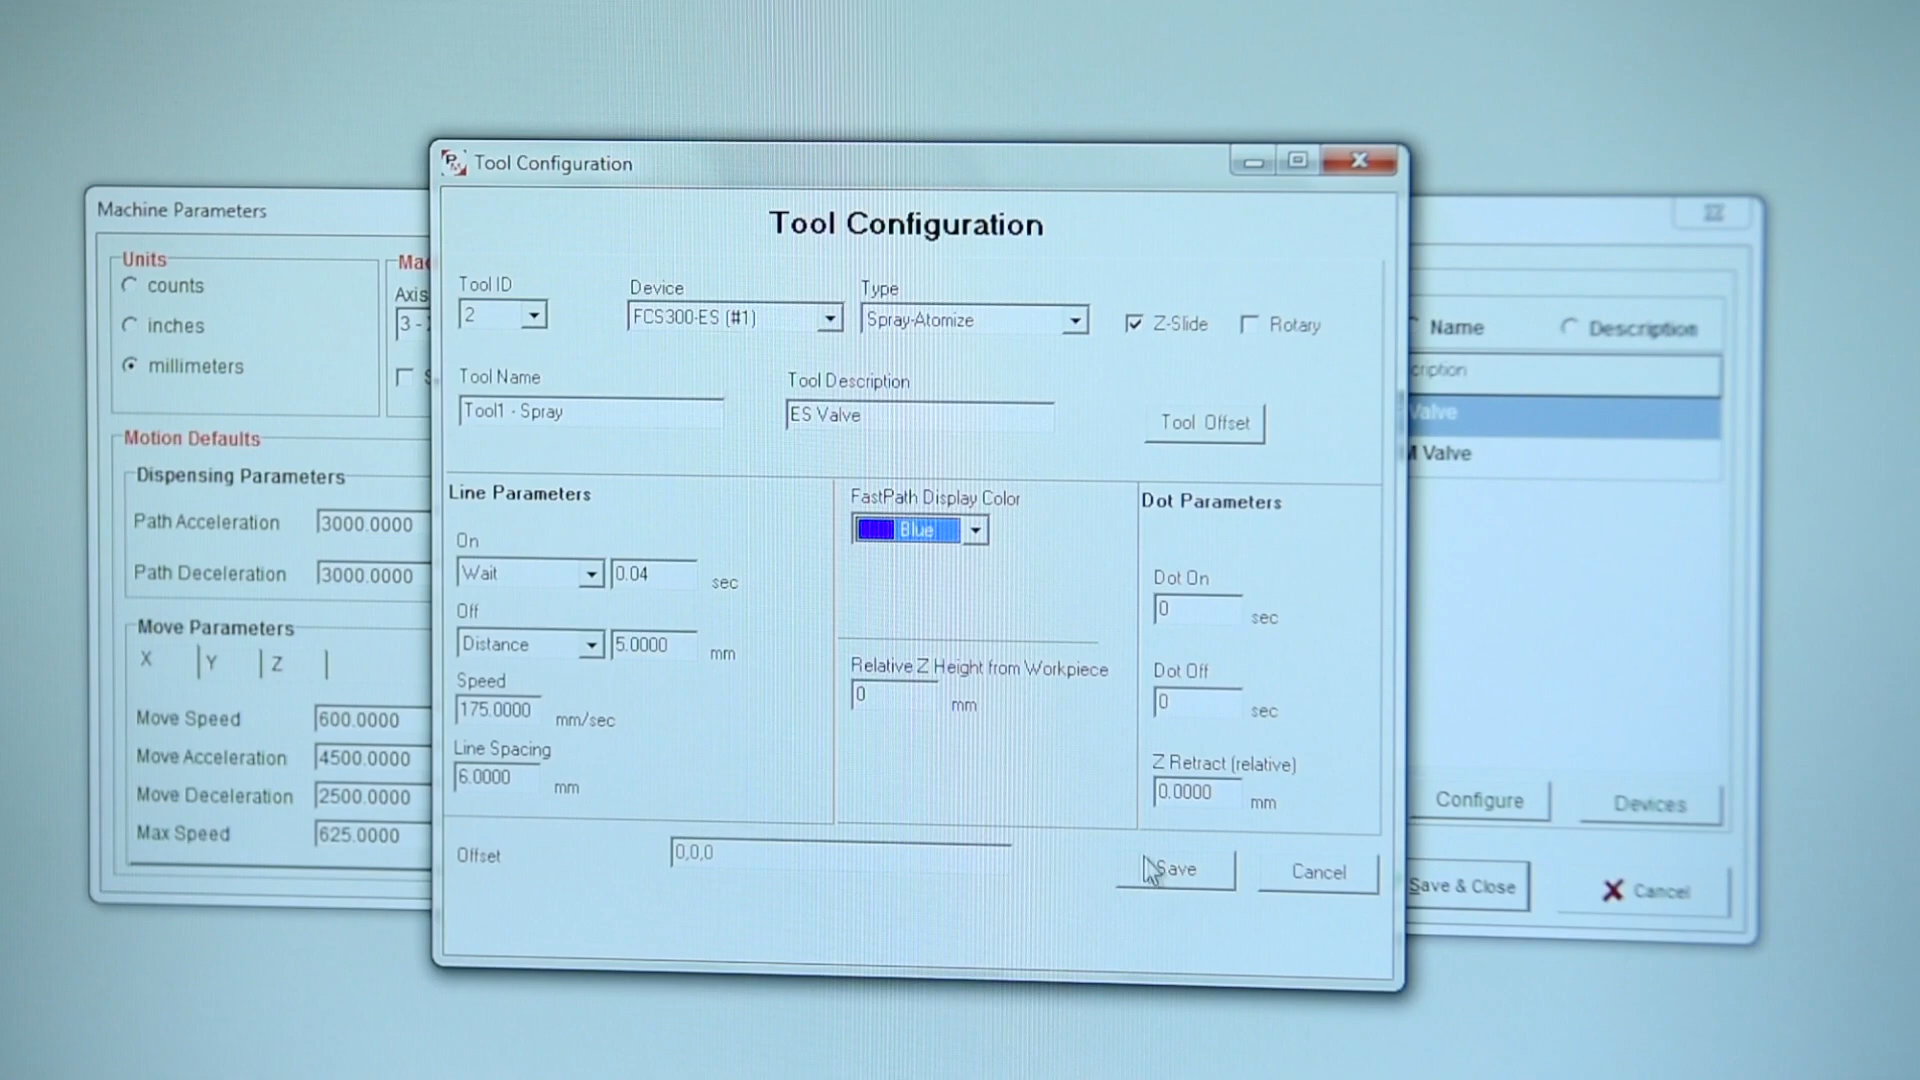 Tool Configuration
Machine Parameters
Tool Configuration
Units
counts
inches
millimeters
Axis
3 -
Tool ID
2
Device
FCS300-ES (#1)
Type
Spray-Atomize
Z-Slide
Rotary
Name
Description
Tool Name
Tool1 - Spray
Tool Description
ES Valve
Tool Offset
Valve
Valve
Motion Defaults
Dispensing Parameters
Path Acceleration 3000.0000
Path Deceleration 3000.0000
Move Parameters
X Y Z
Move Speed 600.0000
Move Acceleration 4500.0000
Move Deceleration 2500.0000
Max Speed 625.0000
Line Parameters
On
Wait 0.04 sec
Off
Distance 5.0000 mm
Speed
175.0000 mm/sec
Line Spacing
6.0000 mm
FastPath Display Color
Blue
Relative Z Height from Workpiece
0 mm
Dot Parameters
Dot On
0 sec
Dot Off
0 sec
Z Retract (relative)
0.0000 mm
Offset 0,0,0
Save Cancel
Configure Devices
Save & Close Cancel